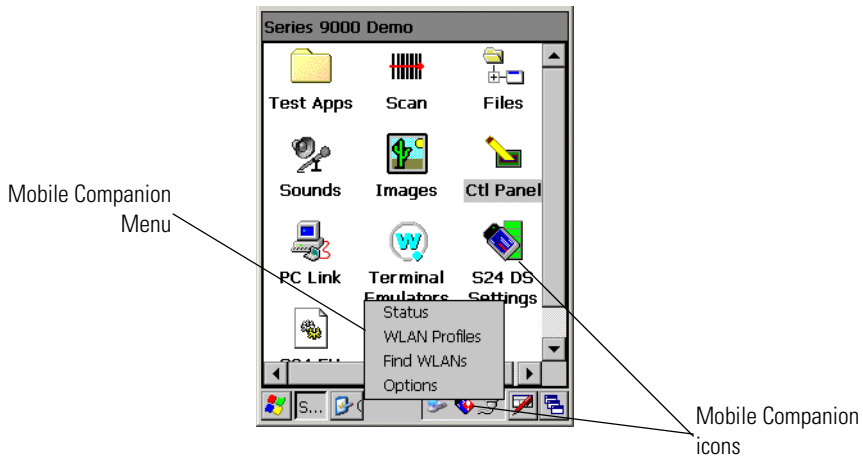 Series 9000 Demo
Test Apps
Scan
Files
Sounds
Images
Ctl Panel
Mobile Companion
Menu
PC Link
Terminal
Emulators
S24 DS
Settings
Status
WLAN Profiles
Find WLANs
Options
S...
Mobile Companion
icons